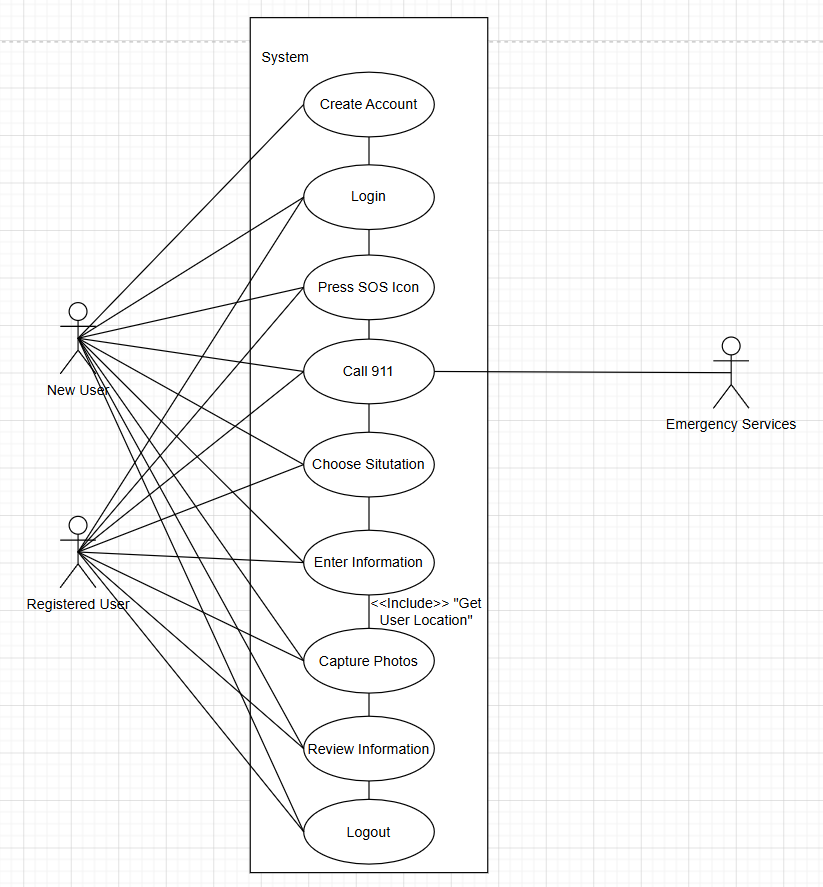 System
Create Account
Login
Press SOS Icon
Call 911
Choose Situtation
Enter Information
<<Include>> "Get
User Location"
Capture Photos
Review Information
Logout
New User
Registered User
Emergency Services